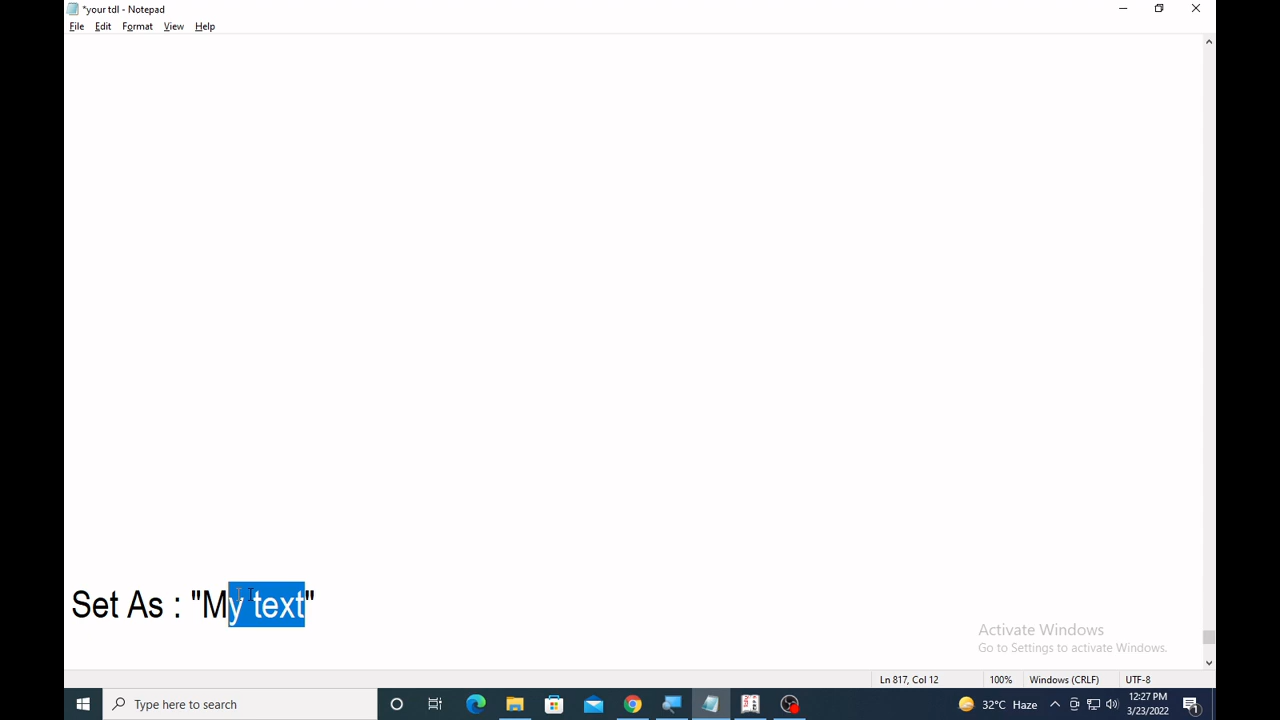 *your tdl - Notepad
File Edit Format View Help
Set As : "My text"
Activate Windows
Go to Settings to activate Windows.
Ln 817, Col 12 100% Windows (CRLF) UTF-8
Type here to search
32°C Haze
12:27 PM
3/23/2022
1